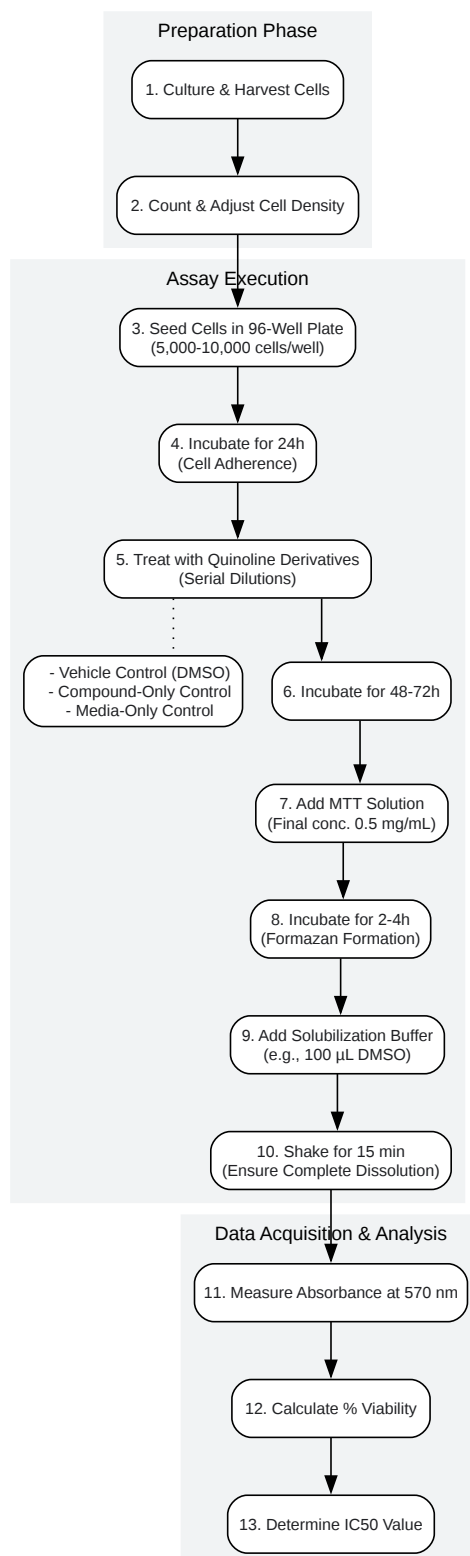 Preparation Phase
1. Culture & Harvest Cells
2. Count & Adjust Cell Density
Assay Execution
3. Seed Cells in 96-Well Plate
(5,000-10,000 cells/well)
4. Incubate for 24h
(Cell Adherence)
5. Treat with Quinoline Derivatives
(Serial Dilutions)
- Vehicle Control (DMSO)
- Compound-Only Control
- Media-Only Control
6. Incubate for 48-72h
7. Add MTT Solution
(Final conc. 0.5 mg/mL)
8. Incubate for 2-4h
(Formazan Formation)
9. Add Solubilization Buffer
(e.g., 100 µL DMSO)
10. Shake for 15 min
(Ensure Complete Dissolution)
Data Acquisition & Analysis
11. Measure Absorbance at 570 nm
12. Calculate % Viability
13. Determine IC50 Value